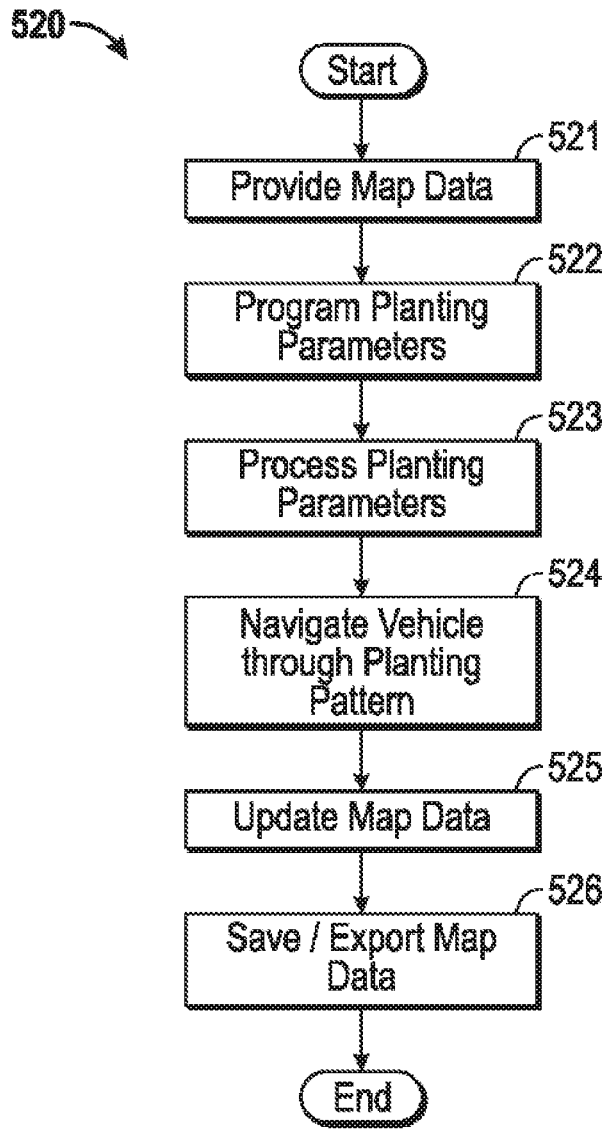 520
Start
521
Provide Map Data
522
Program Planting
Parameters
523
Process Planting
Parameters
524
Navigate Vehicle
through Planting
Pattern
525
Update Map Data
526
Save / Export Map
Data
End